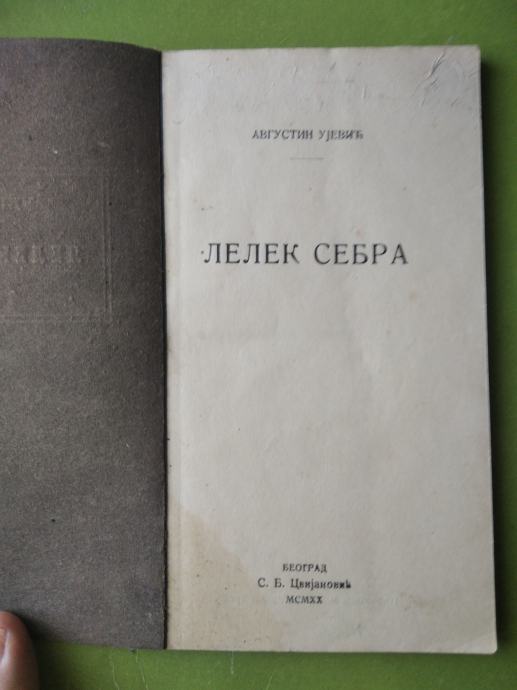 АВГУСТИН УЈЕВИЋ
ЛЕЛЕК СЕБРА
БЕОГРАД
С. Б. Цвијановић
MCMXX